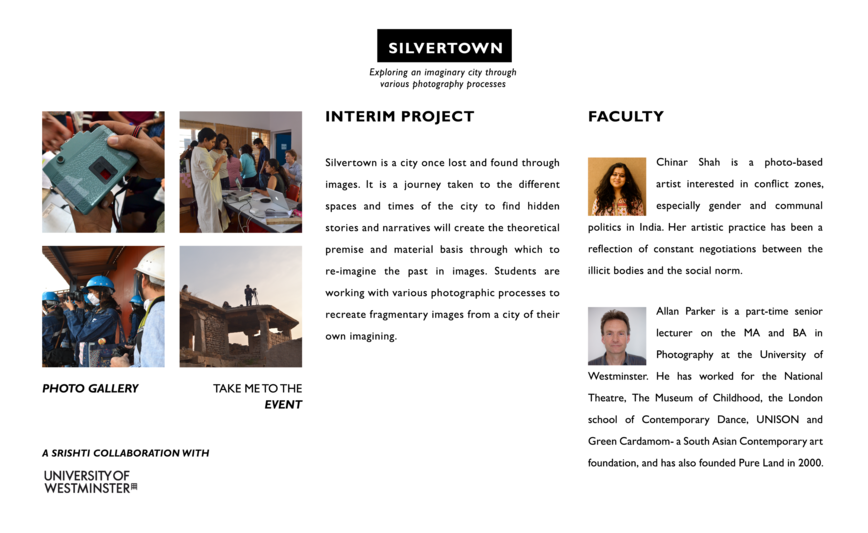 SILVERTOWN
Exploring an imaginary city through
various photography processes
INTERIM PROJECT
Silvertown is a city once lost and found through
images. It is a journey taken to the different
spaces and times of the city to find hidden
stories and narratives will create the theoretical
premise and material basis through which to
re-imagine the past in images. Students are
working with various photographic processes to
recreate fragmentary images from a city of their
own imagining.
FACULTY
Chinar Shah is a photo-based
artist interested in conflict zones,
especially gender and communal
politics in India. Her artistic practice has been a
reflection of constant negotiations between the
illicit bodies and the social norm.
Allan Parker is a part-time senior
lecturer on the MA and BA in
Photography at the University of
Westminster. He has worked for the National
Theatre, The Museum of Childhood, the London
school of Contemporary Dance, UNISON and
Green Cardamom- a South Asian Contemporary art
foundation, and has also founded Pure Land in 2000.
PHOTO GALLERY
TAKE ME TO THE
EVENT
A SRISHTI COLLABORATION WITH
UNIVERSITY OF
WESTMINSTER